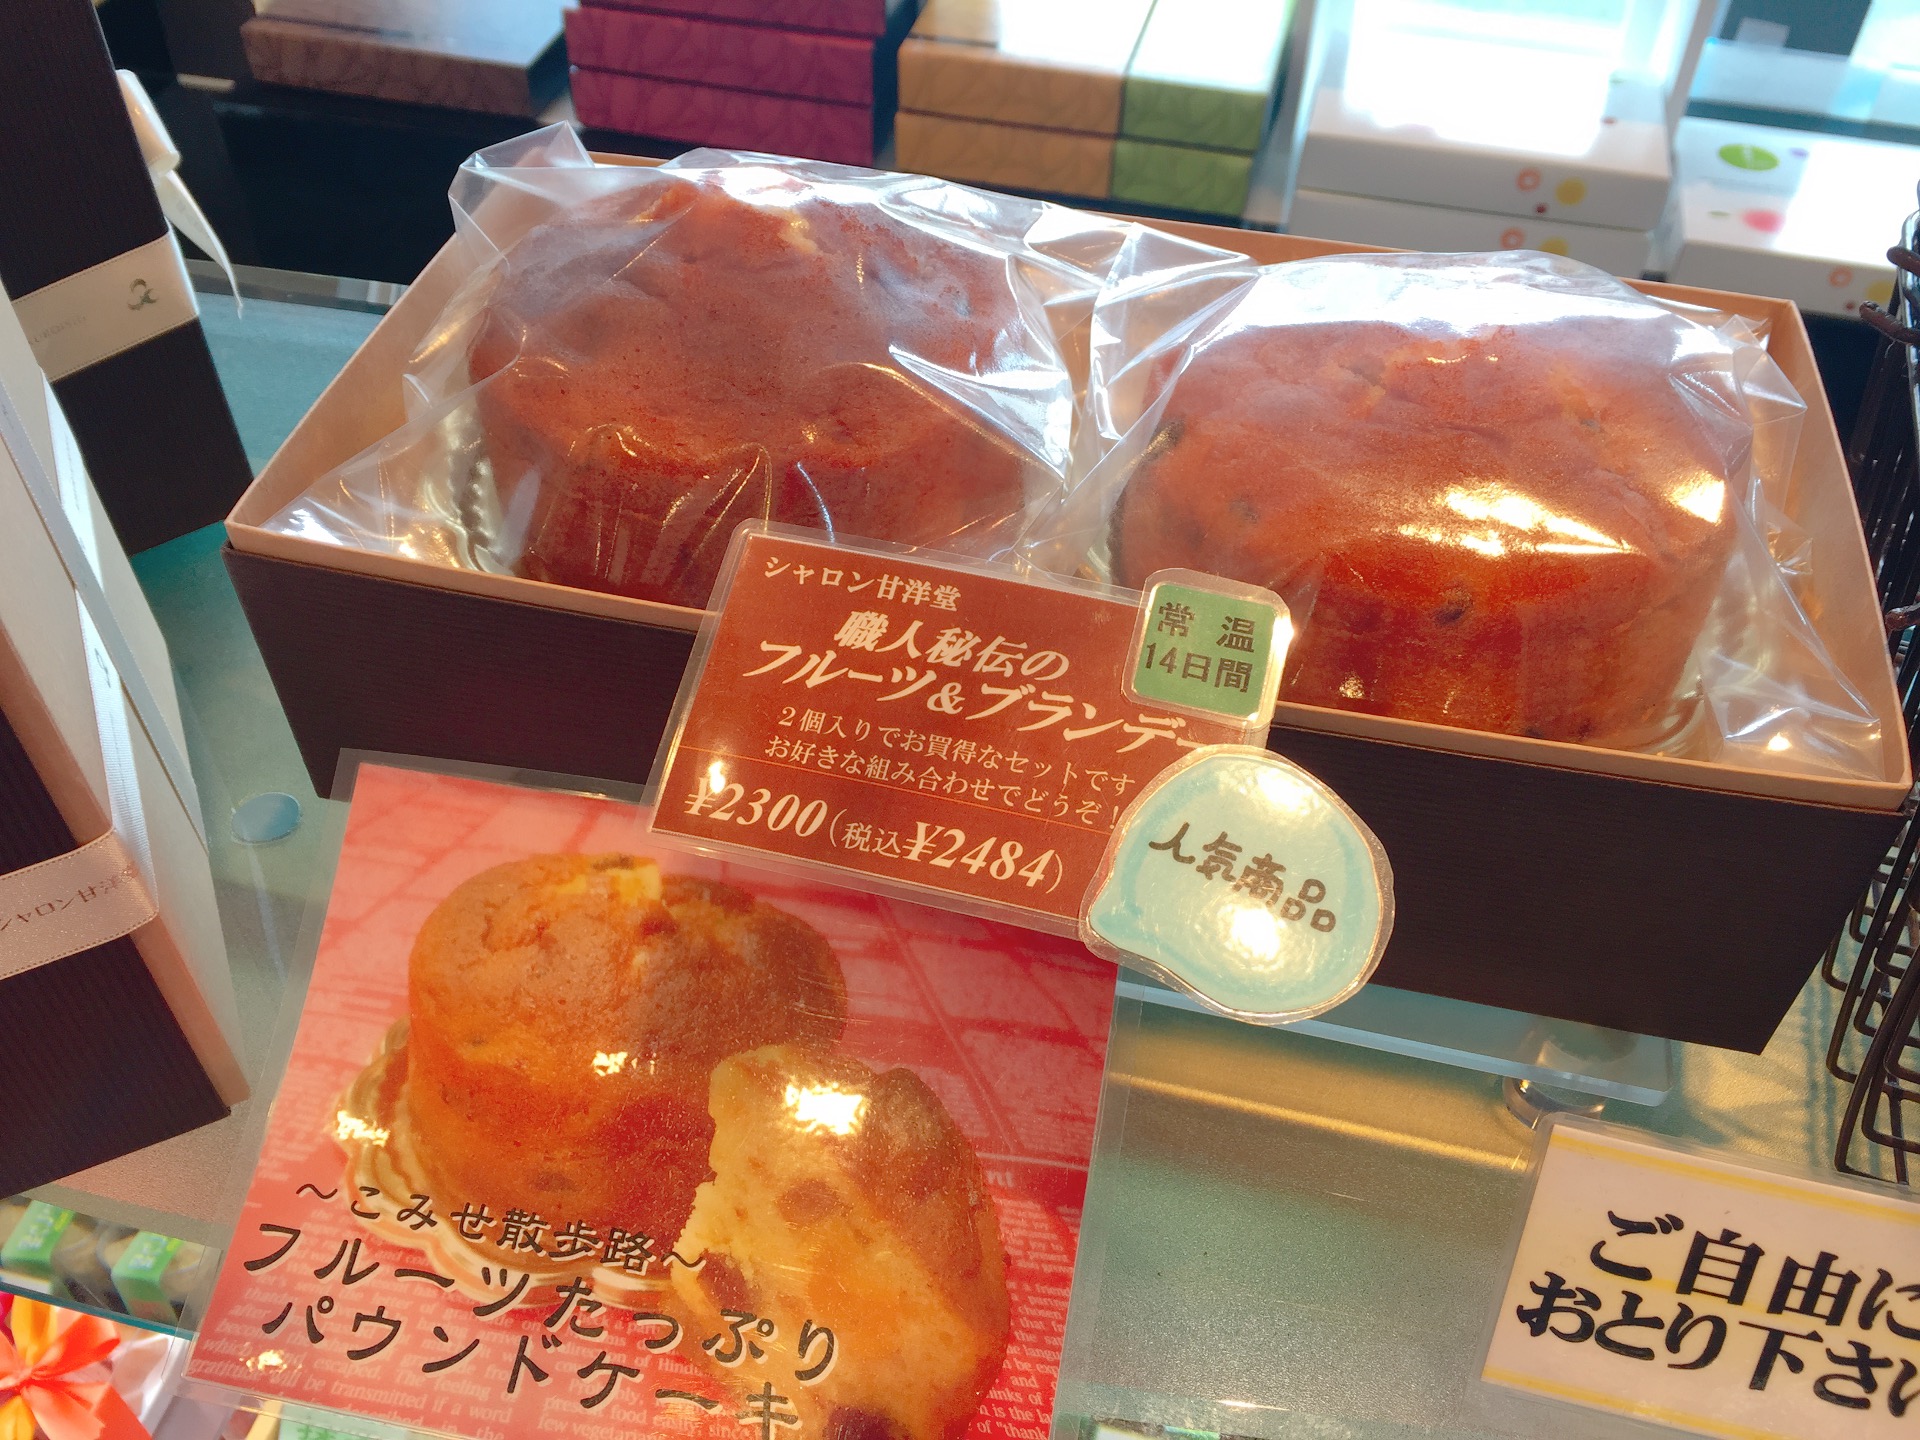 シャロン甘洋堂
職人秘伝の
フルーツ&ブランデー
2個入りでお買得なセットです
お好きな組み合わせでどうぞ!
¥2300(税込¥2484)
常温
14日間
人気商品
〜こみせ散歩路〜
フルーツたっぷり
パウンドケーキ
ご自由に
おとり下さい
シャロン甘洋